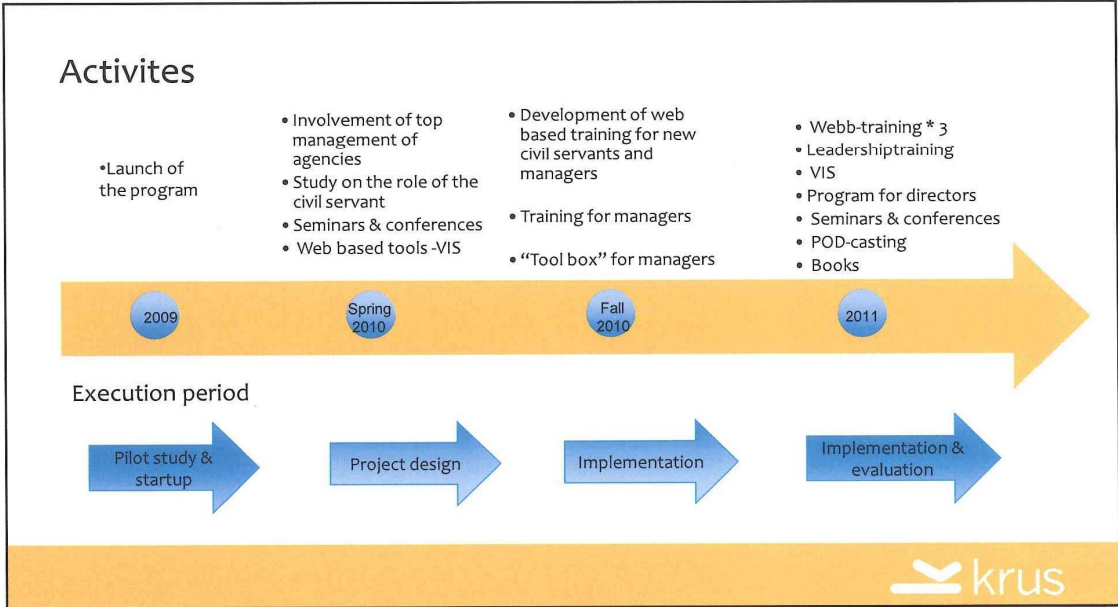 Activites
•Launch of
the program
• Involvement of top
management of
agencies
• Study on the role of the
civil servant
• Seminars & conferences
• Web based tools -VIS
• Development of web
based training for new
civil servants and
managers
• Training for managers
• “Tool box” for managers
• Webb-training * 3
• Leadershiptraining
• VIS
• Program for directors
• Seminars & conferences
• POD-casting
• Books
2009
Spring
2010
Fall
2010
2011
Execution period
Pilot study &
startup
Project design
Implementation
Implementation &
evaluation
krus